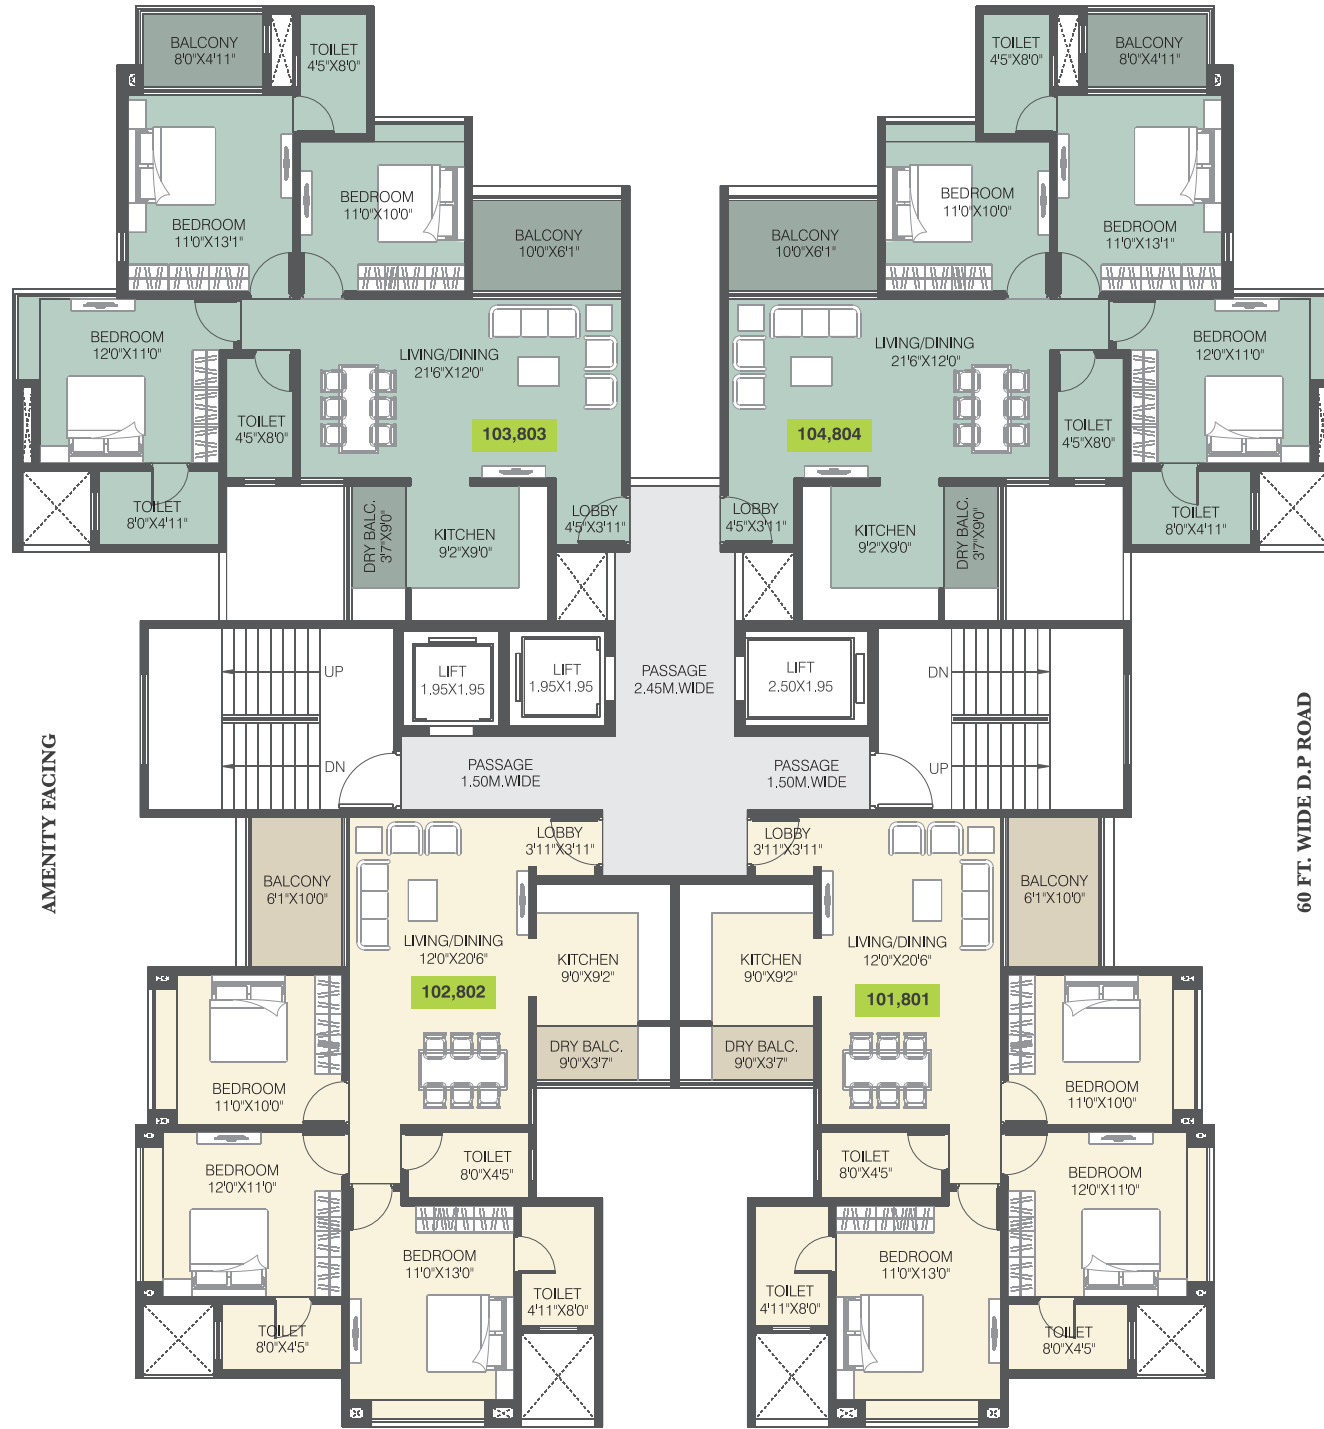 BALCONY
8'0"X4'11"
TOILET
4'5"X8'0"
TOILET
4'5"X8'0"
BALCONY
8'0"X4'11"
BEDROOM
11'0"X13'1"
BEDROOM
11'0"X10'0"
BALCONY
10'0"X6'1"
BALCONY
10'0"X6'1"
BEDROOM
11'0"X10'0"
BEDROOM
11'0"X13'1"
BEDROOM
12'0"X11'0"
LIVING/DINING
21'6"X12'0"
LIVING/DINING
21'6"X12'0"
BEDROOM
12'0"X11'0"
TOILET
4'5"X8'0"
103,803
104,804
TOILET
4'5"X8'0"
TOILET
8'0"X4'11"
DRY BALC.
3'7"X9'0"
KITCHEN
9'2"X9'0"
LOBBY
4'5"X3'11"
LOBBY
4'5"X3'11"
KITCHEN
9'2"X9'0"
DRY BALC.
3'7"X9'0"
TOILET
8'0"X4'11"
UP
DN
LIFT
1.95X1.95
LIFT
1.95X1.95
PASSAGE
2.45M.WIDE
LIFT
2.50X1.95
DN
UP
PASSAGE
1.50M.WIDE
PASSAGE
1.50M.WIDE
AMENITY FACING
60 FT. WIDE D.P ROAD
BALCONY
6'1"X10'0"
LOBBY
3'11"X3'11"
LOBBY
3'11"X3'11"
BALCONY
6'1"X10'0"
LIVING/DINING
12'0"X20'6"
KITCHEN
9'0"X9'2"
KITCHEN
9'0"X9'2"
LIVING/DINING
12'0"X20'6"
102,802
101,801
DRY BALC.
9'0"X3'7"
DRY BALC.
9'0"X3'7"
BEDROOM
11'0"X10'0"
BEDROOM
11'0"X10'0"
BEDROOM
12'0"X11'0"
TOILET
8'0"X4'5"
TOILET
8'0"X4'5"
BEDROOM
12'0"X11'0"
BEDROOM
11'0"X13'0"
TOILET
4'11"X8'0"
TOILET
4'11"X8'0"
BEDROOM
11'0"X13'0"
TOILET
8'0"X4'5"
TOILET
8'0"X4'5"